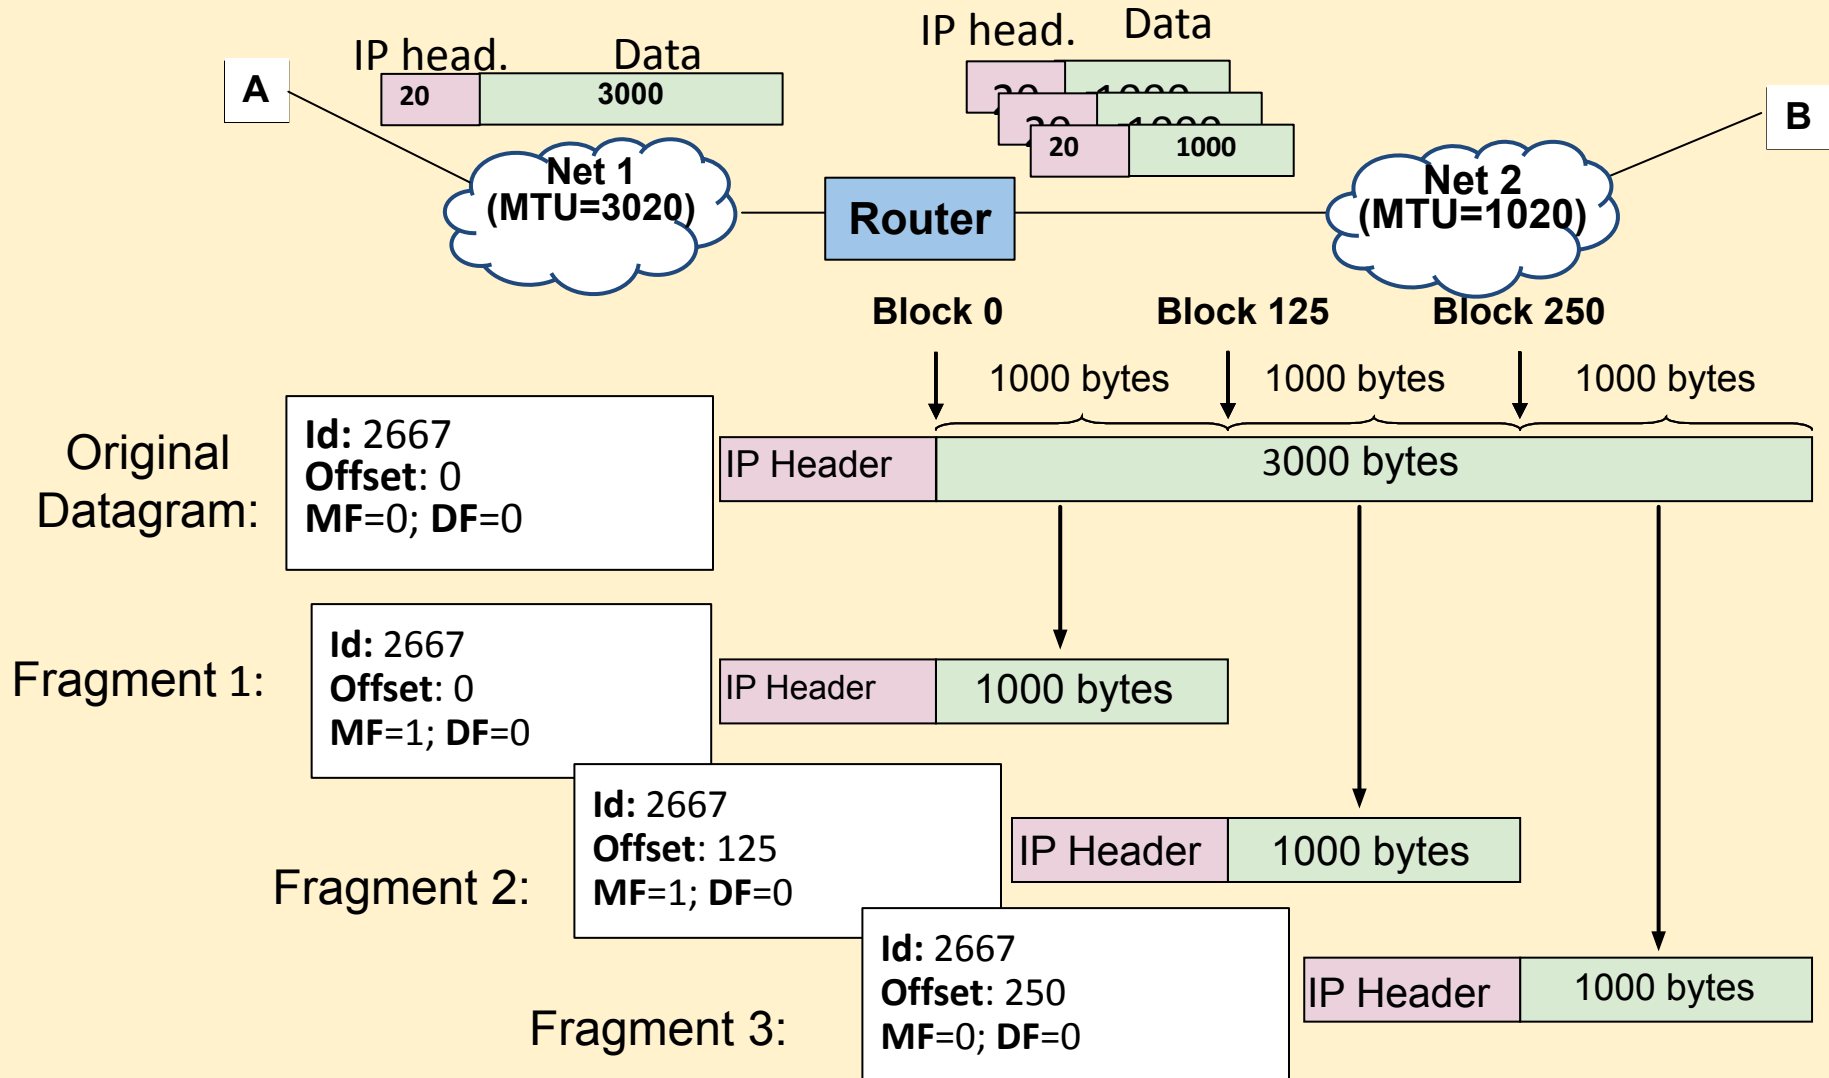 IP head. Data
IP head. Data
A
20 3000
20 1000
20 1000
20 1000
B
Net 1
(MTU=3020)
Router
Net 2
(MTU=1020)
Block 0 Block 125 Block 250
1000 bytes 1000 bytes 1000 bytes
Original
Datagram:
Id: 2667
Offset: 0
MF=0; DF=0
IP Header 3000 bytes
Fragment 1:
Id: 2667
Offset: 0
MF=1; DF=0
IP Header 1000 bytes
Fragment 2:
Id: 2667
Offset: 125
MF=1; DF=0
IP Header 1000 bytes
Fragment 3:
Id: 2667
Offset: 250
MF=0; DF=0
IP Header 1000 bytes